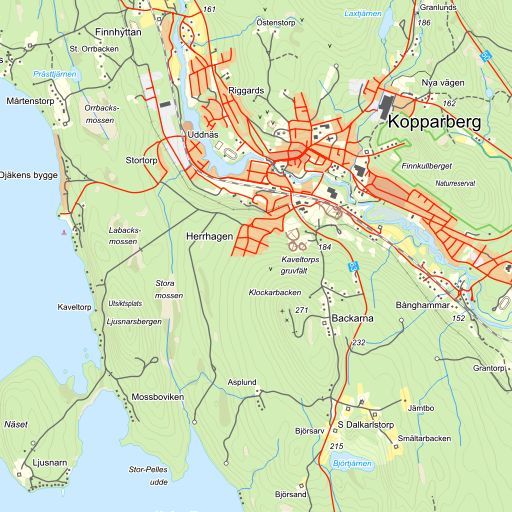 161
Granlunds
Laxtjärnen
186
Östenstorp
Finnhyttan
St. Orrbacken
Prästtjärnen
Riggards
Nya vägen
162
Mårtenstorp
Orrbacks-
mossen
Kopparberg
Uddnäs
Stortorp
Finnkullberget
Naturreservat
Djäkens bygge
Labacks-
mossen
Herrhagen
184
Kaveltorps
gruvfält
Stora
mossen
Klockarbacken
Kaveltorp
Utsiktsplats
Ljusnarsbergen
271
Bånghammar
152
Backarna
232
Grantorp
Asplund
Mossboviken
Jämtbo
Näset
Björsarv
S Dalkarlstorp
Smältarbacken
215
Ljusnarn
Stor-Pelles
udde
Björtjärnen
Björsand